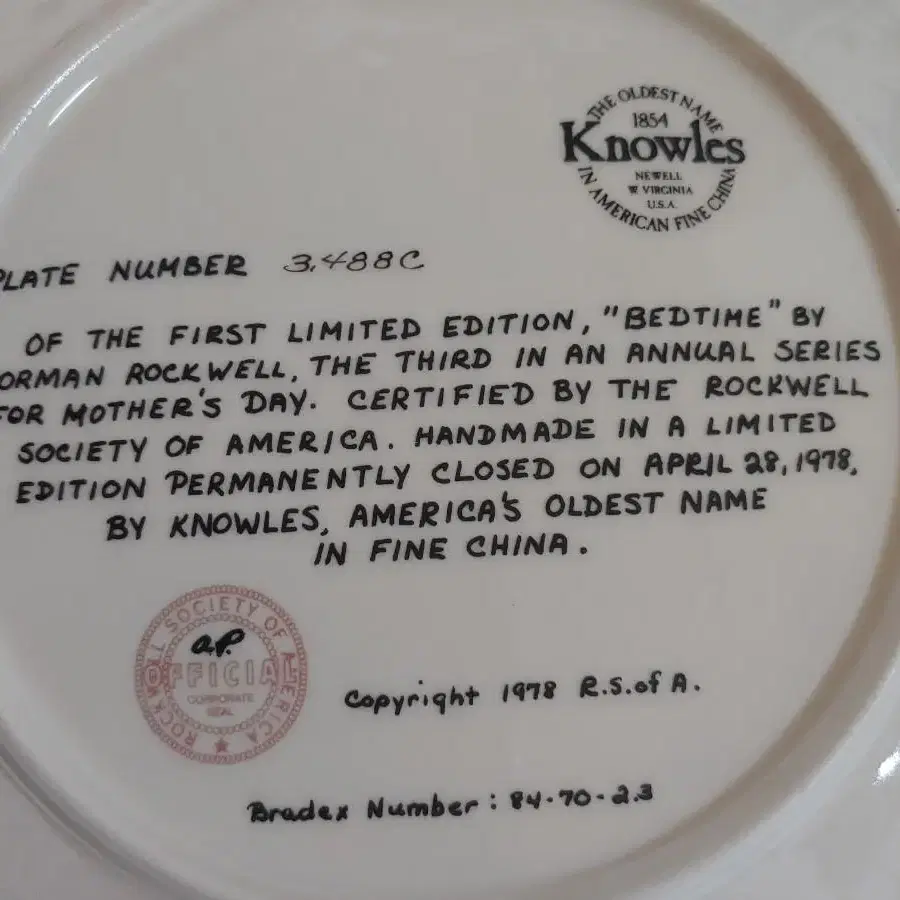 THE OLDEST NAME
1854
Knowles
NEWELL
W. VIRGINIA
U.S.A.
IN AMERICAN FINE CHINA
PLATE NUMBER 3,488C
OF THE FIRST LIMITED EDITION, "BEDTIME" BY
ORMAN ROCKWELL, THE THIRD IN AN ANNUAL SERIES
FOR MOTHER'S DAY. CERTIFIED BY THE ROCKWELL
SOCIETY OF AMERICA. HANDMADE IN A LIMITED
EDITION PERMANENTLY CLOSED ON APRIL 28, 1978,
BY KNOWLES, AMERICA'S OLDEST NAME
IN FINE CHINA.
ROCKWELL SOCIETY OF AMERICA
a.P.
OFFICIAL
CORPORATE
SEAL
Copyright 1978 R.S.of A.
Bradex Number: 84-70-2.3